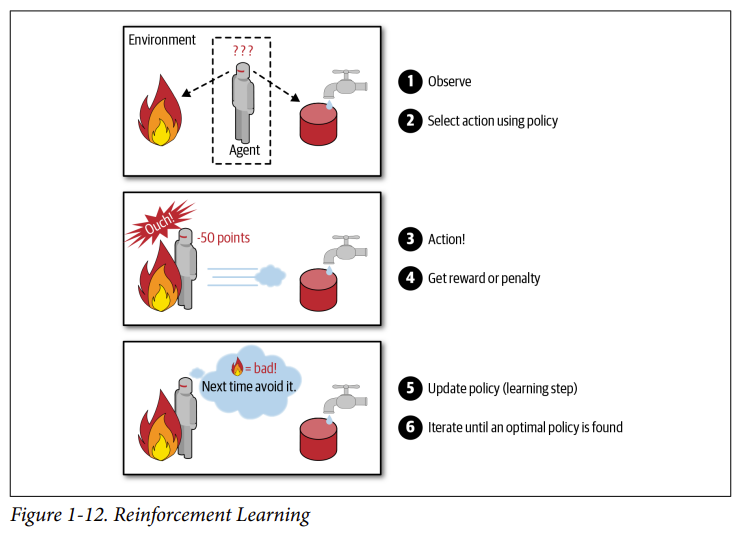 Environment
???
Agent
1 Observe
2 Select action using policy
Ouch!
-50 points
3 Action!
4 Get reward or penalty
= bad!
Next time avoid it.
5 Update policy (learning step)
6 Iterate until an optimal policy is found
Figure 1-12. Reinforcement Learning